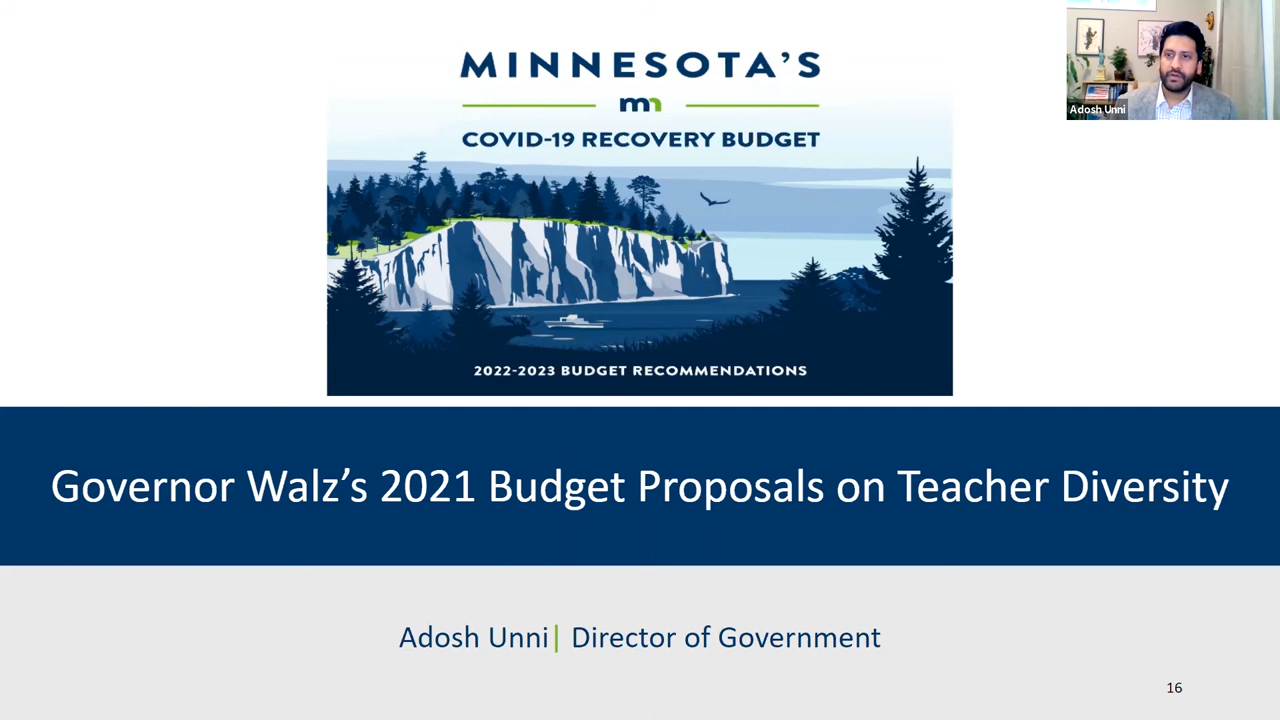 MINNESOTA'S
mn
COVID-19 RECOVERY BUDGET
2022-2023 BUDGET RECOMMENDATIONS
Adosh Unni
Governor Walz’s 2021 Budget Proposals on Teacher Diversity
Adosh Unni| Director of Government
16